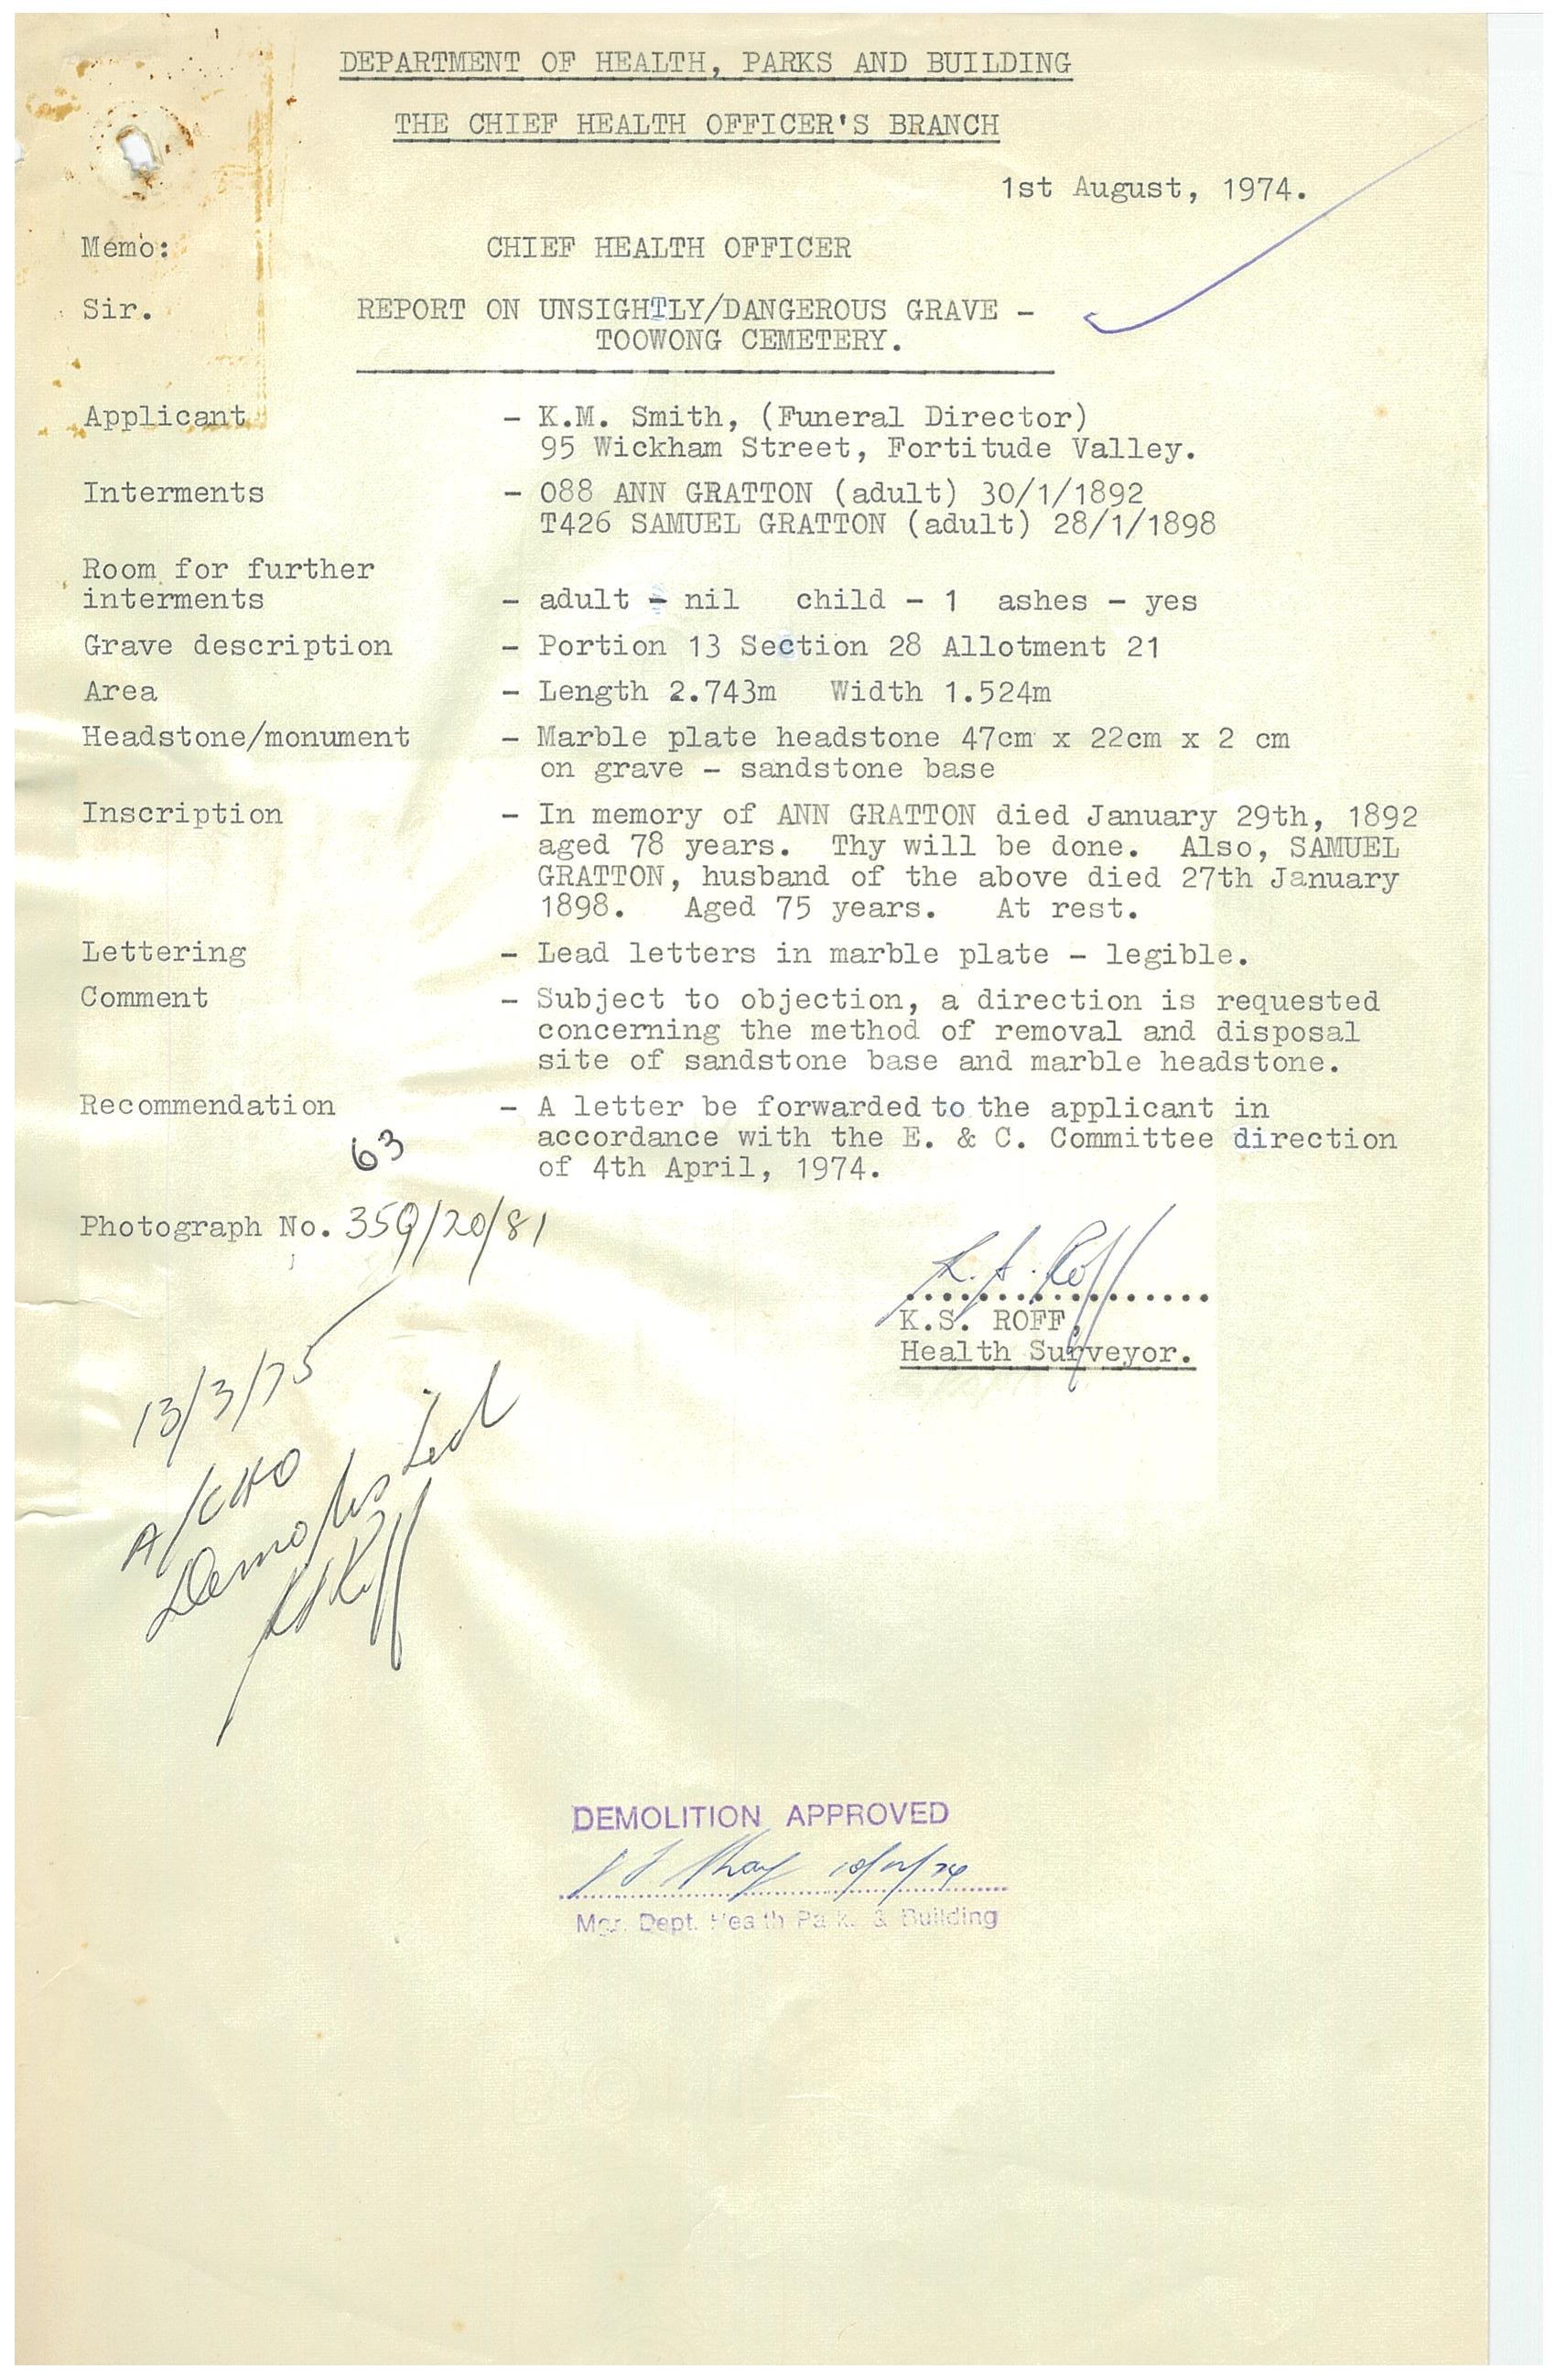 DEPARTMENT OF HEALTH, PARKS AND BUILDING
THE CHIEF HEALTH OFFICER'S BRANCH
1st August, 1974.
Memo: CHIEF HEALTH OFFICER
Sir. REPORT ON UNSIGHTLY/DANGEROUS GRAVE -
TOOWONG CEMETERY.
Applicant - K.M. Smith, (Funeral Director)
95 Wickham Street, Fortitude Valley.
Interments - 088 ANN GRATTON (adult) 30/1/1892
T426 SAMUEL GRATTON (adult) 28/1/1898
Room for further
interments - adult - nil child - 1 ashes - yes
Grave description - Portion 13 Section 28 Allotment 21
Area - Length 2.743m Width 1.524m
Headstone/monument - Marble plate headstone 47cm x 22cm x 2 cm
on grave - sandstone base
Inscription - In memory of ANN GRATTON died January 29th, 1892
aged 78 years. Thy will be done. Also, SAMUEL
GRATTON, husband of the above died 27th January
1898. Aged 75 years. At rest.
Lettering - Lead letters in marble plate - legible.
Comment - Subject to objection, a direction is requested
concerning the method of removal and disposal
site of sandstone base and marble headstone.
Recommendation - A letter be forwarded to the applicant in
accordance with the E. & C. Committee direction
of 4th April, 1974.
63
Photograph No. 359/20/81
K.S. ROFF,
Health Surveyor.
13/3/75
A/CHO
Demolished
KSRoff
DEMOLITION APPROVED
Mgr. Dept. Health Park. & Building